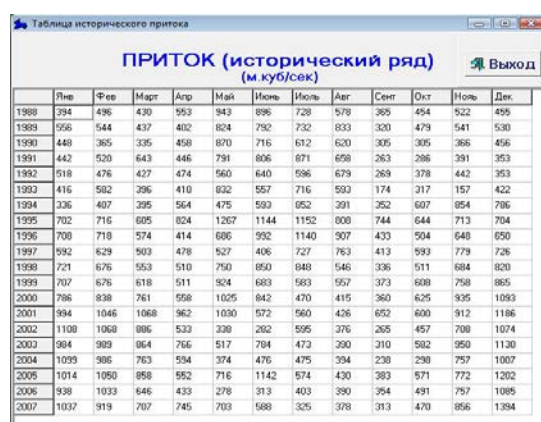 Таблица исторического притока
ПРИТОК (исторический ряд)
(м.куб/сек)
Выход
Янв Фев Март Апр Май Июнь Июль Авг Сент Окт Нояь Дек
1988 394 496 430 553 943 896 728 578 365 454 522 455
1989 556 544 437 402 824 792 732 833 320 479 541 530
1990 448 365 335 458 870 716 612 620 305 305 366 456
1991 442 520 643 446 791 806 871 658 263 286 391 353
1992 518 476 427 474 560 640 596 679 269 378 442 353
1993 416 582 396 410 832 557 716 593 174 317 157 422
1994 336 407 395 564 475 593 852 391 352 607 854 786
1995 702 716 605 824 1267 1144 1152 808 744 644 713 704
1996 708 718 574 414 686 992 1140 907 433 504 648 650
1997 592 629 503 478 527 406 727 763 413 593 779 726
1998 721 676 553 510 750 850 848 546 336 511 684 820
1999 707 676 618 511 924 683 583 557 373 608 758 865
2000 786 838 761 558 1025 842 470 415 360 625 935 1093
2001 994 1046 1068 962 1030 572 560 426 652 600 912 1186
2002 1108 1068 886 533 338 282 595 376 265 457 708 1074
2003 984 989 864 766 517 784 473 390 310 582 950 1130
2004 1099 986 763 594 374 476 475 394 238 298 757 1007
2005 1014 1050 858 552 716 1142 574 430 383 571 772 1202
2006 938 1033 646 433 278 313 403 390 354 491 757 1085
2007 1037 919 707 745 703 588 325 378 313 470 856 1394